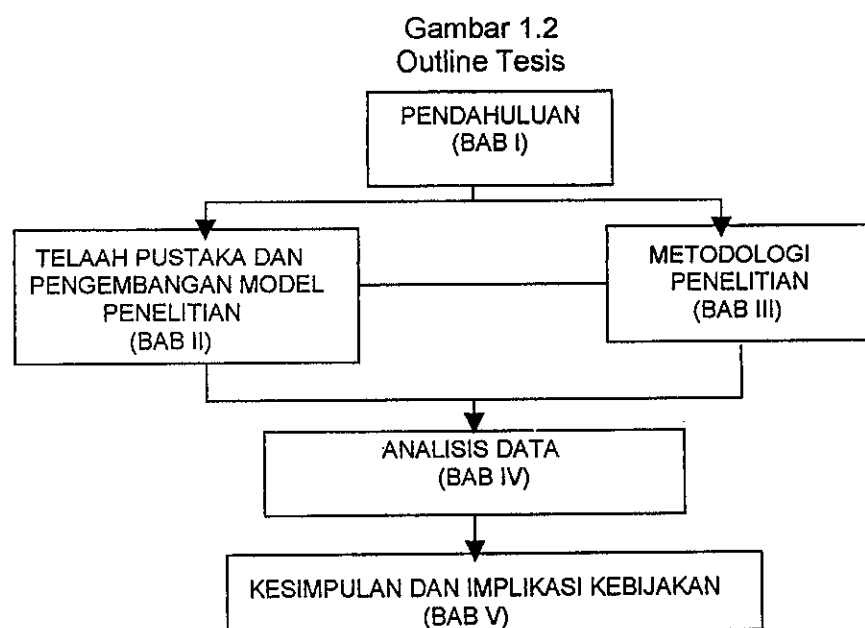 Gambar 1.2
Outline Tesis
PENDAHULUAN
(BAB I)
TELAAH PUSTAKA DAN
PENGEMBANGAN MODEL
PENELITIAN
(BAB II)
METODOLOGI
PENELITIAN
(BAB III)
ANALISIS DATA
(BAB IV)
KESIMPULAN DAN IMPLIKASI KEBIJAKAN
(BAB V)